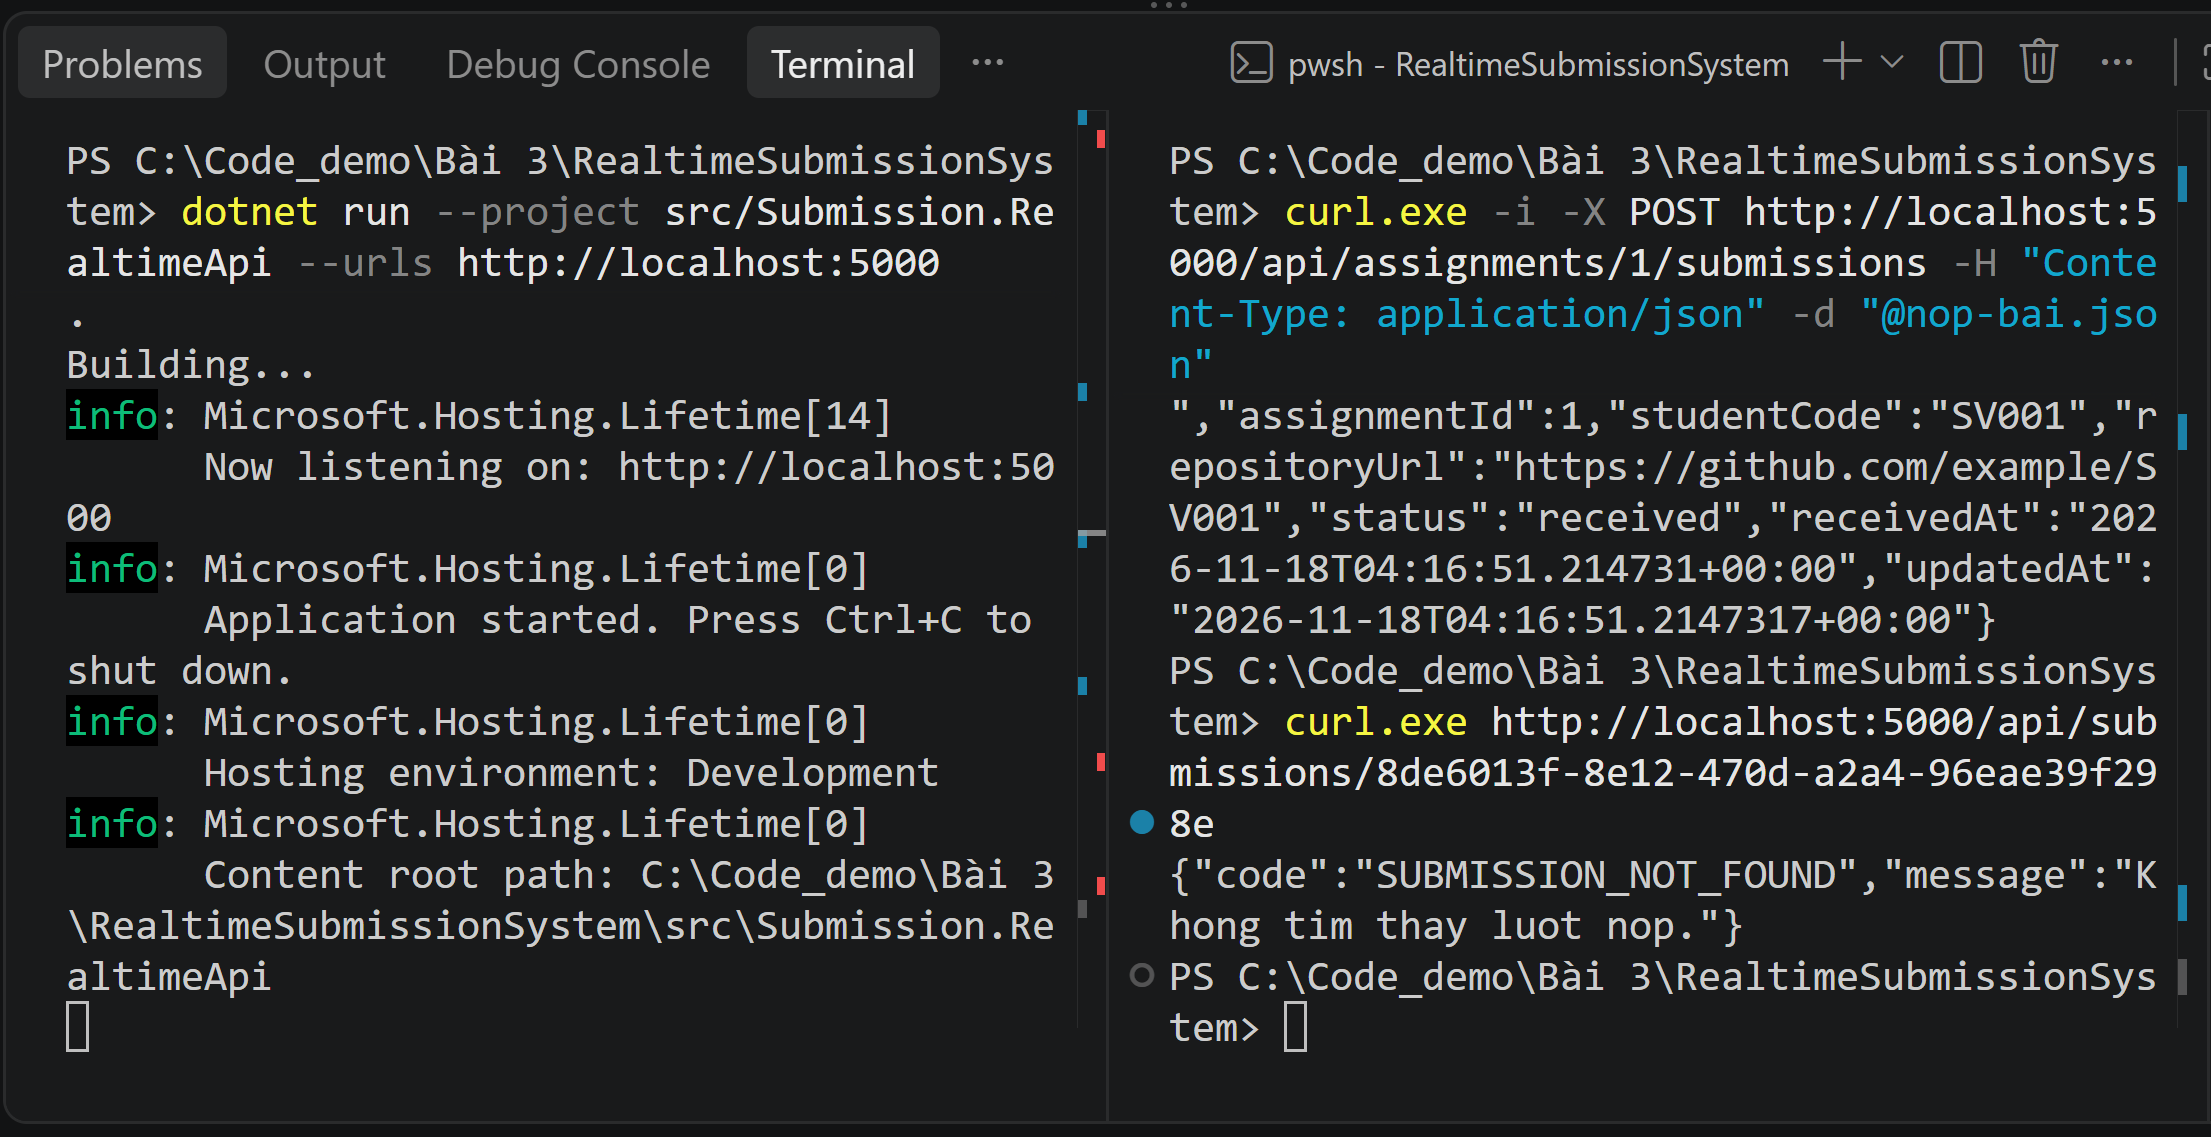 Problems Output Debug Console Terminal ··· pwsh - RealtimeSubmissionSystem ···
PS C:\Code_demo\Bài 3\RealtimeSubmissionSys
tem> dotnet run --project src/Submission.Re
altimeApi --urls http://localhost:5000
.
Building...
info: Microsoft.Hosting.Lifetime[14]
Now listening on: http://localhost:50
00
info: Microsoft.Hosting.Lifetime[0]
Application started. Press Ctrl+C to
shut down.
info: Microsoft.Hosting.Lifetime[0]
Hosting environment: Development
info: Microsoft.Hosting.Lifetime[0]
Content root path: C:\Code_demo\Bài 3
\RealtimeSubmissionSystem\src\Submission.Re
altimeApi
PS C:\Code_demo\Bài 3\RealtimeSubmissionSys
tem> curl.exe -i -X POST http://localhost:5
000/api/assignments/1/submissions -H "Conte
nt-Type: application/json" -d "@nop-bai.jso
n"
","assignmentId":1,"studentCode":"SV001","r
epositoryUrl":"https://github.com/example/S
V001","status":"received","receivedAt":"202
6-11-18T04:16:51.214731+00:00","updatedAt":
"2026-11-18T04:16:51.2147317+00:00"}
PS C:\Code_demo\Bài 3\RealtimeSubmissionSys
tem> curl.exe http://localhost:5000/api/sub
missions/8de6013f-8e12-470d-a2a4-96eae39f29
8e
{"code":"SUBMISSION_NOT_FOUND","message":"K
hong tim thay luot nop."}
PS C:\Code_demo\Bài 3\RealtimeSubmissionSys
tem>